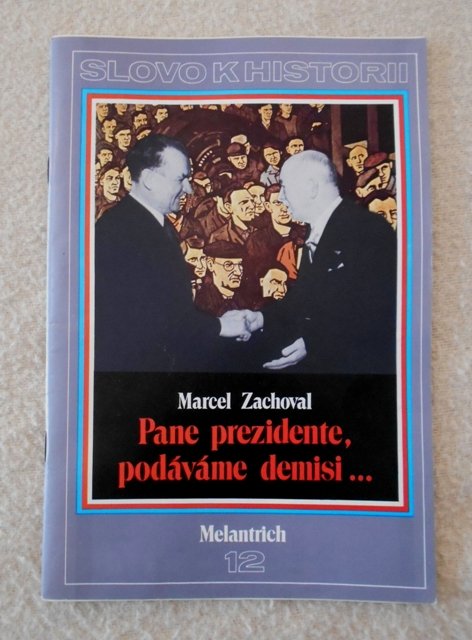 SLOVO K HISTORII
Marcel Zachoval
Pane prezidente,
podáváme demisi...
Melantrich
12